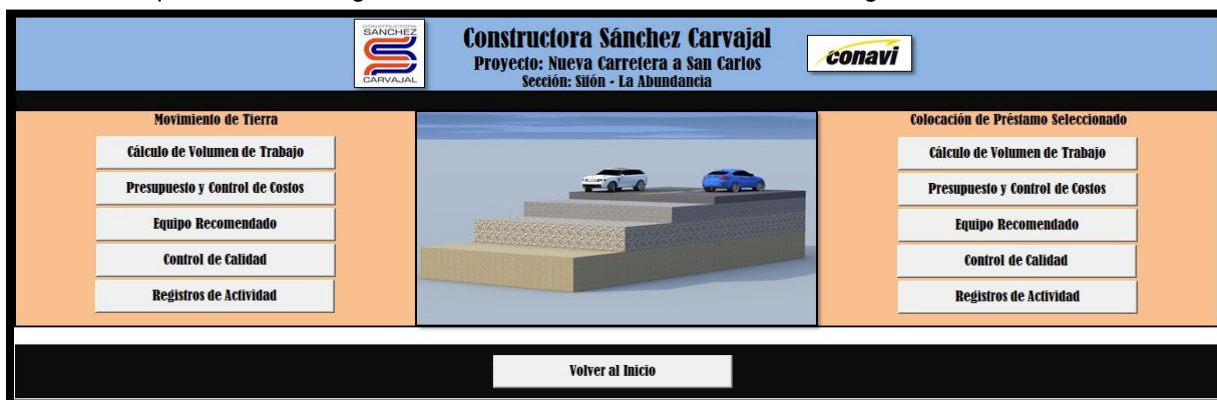 CONSTRUCTORA
SANCHEZ
CARVAJAL
Constructora Sánchez Carvajal
Proyecto: Nueva Carretera a San Carlos
Sección: Sifón - La Abundancia
conavi
Movimiento de Tierra
Cálculo de Volumen de Trabajo
Presupuesto y Control de Costos
Equipo Recomendado
Control de Calidad
Registros de Actividad
Colocación de Préstamo Seleccionado
Cálculo de Volumen de Trabajo
Presupuesto y Control de Costos
Equipo Recomendado
Control de Calidad
Registros de Actividad
Volver al Inicio